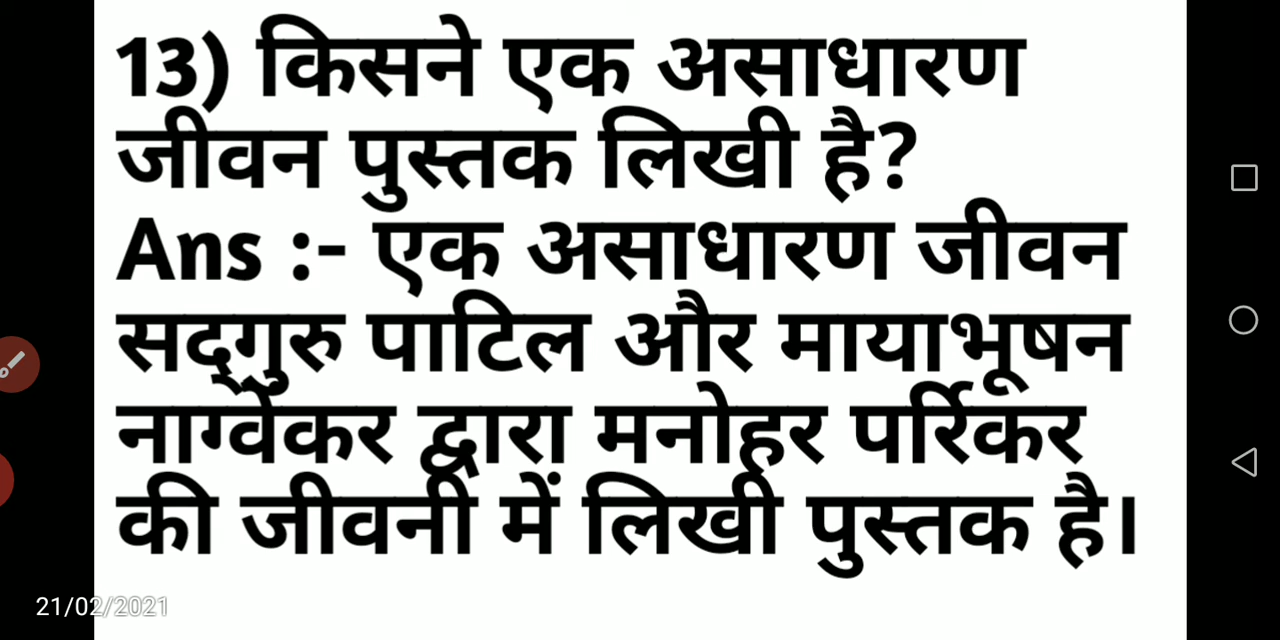 13) किसने एक असाधारण
जीवन पुस्तक लिखी है?
Ans :- एक असाधारण जीवन
सद्‌गुरु पाटिल और मायाभूषन
नाग्वेकर द्वारा मनोहर पर्रिकर
की जीवनी में लिखी पुस्तक है।
21/02/2021